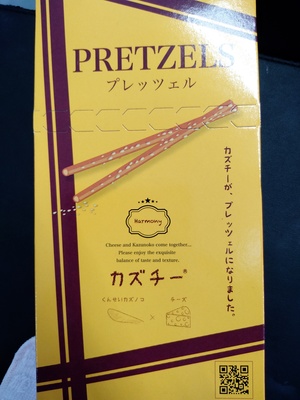 PRETZELS
プレッツェル
カズチーが、プレッツェルになりました。
Harmony
Cheese and Kazunoko come together...
Please enjoy the exquisite
balance of taste and texture.
カズチー®
くんせいカズノコ × チーズ